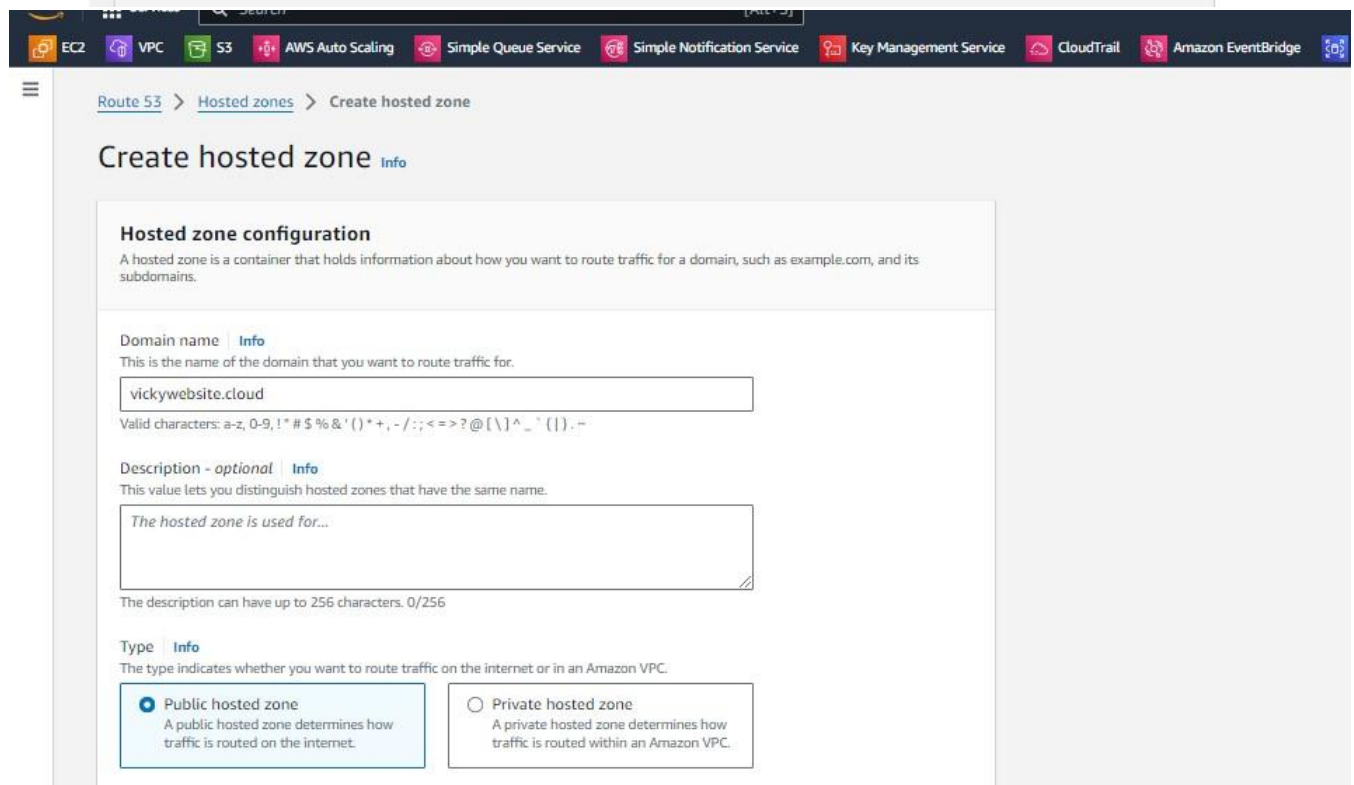 Search
[Alt+S]
EC2 VPC S3 AWS Auto Scaling Simple Queue Service Simple Notification Service Key Management Service CloudTrail Amazon EventBridge
Route 53 > Hosted zones > Create hosted zone
Create hosted zone Info
Hosted zone configuration
A hosted zone is a container that holds information about how you want to route traffic for a domain, such as example.com, and its
subdomains.
Domain name Info
This is the name of the domain that you want to route traffic for.
vickywebsite.cloud
Valid characters: a-z, 0-9, ! " # $ % & ' ( ) * + , - / : ; < = > ? @ [ \ ] ^ _ ` { | } . ~
Description - optional Info
This value lets you distinguish hosted zones that have the same name.
The hosted zone is used for...
The description can have up to 256 characters. 0/256
Type Info
The type indicates whether you want to route traffic on the internet or in an Amazon VPC.
Public hosted zone
A public hosted zone determines how
traffic is routed on the internet.
Private hosted zone
A private hosted zone determines how
traffic is routed within an Amazon VPC.